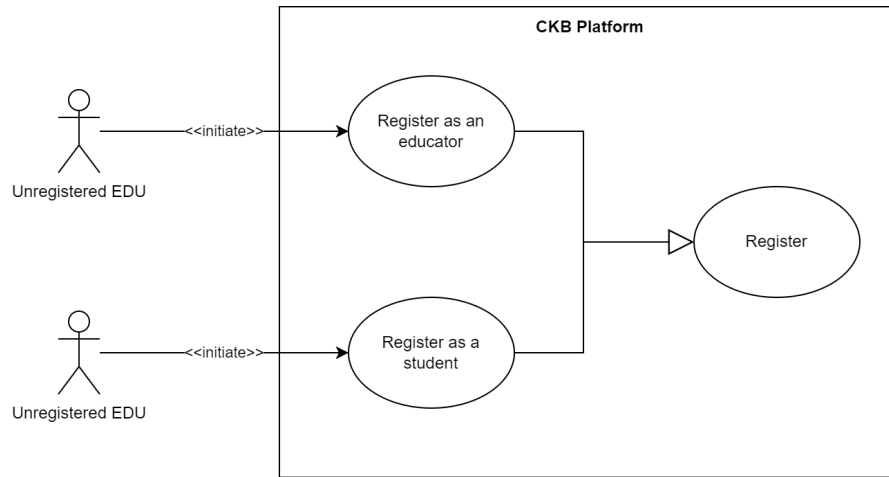 CKB Platform
Register as an
educator
<<initiate>>
Unregistered EDU
Register
Register as a
student
<<initiate>>
Unregistered EDU